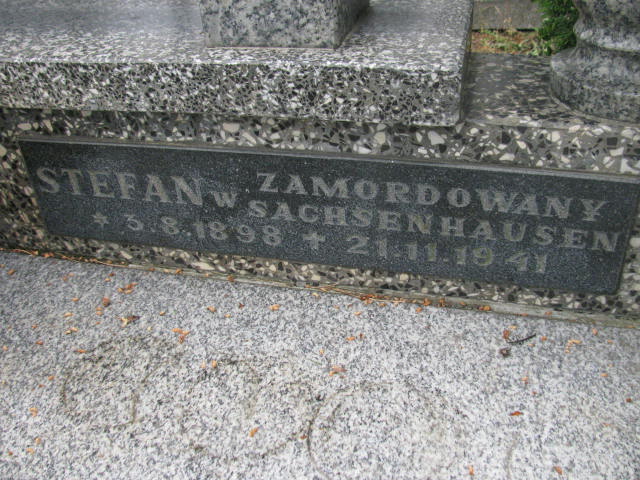 STEFAN ZAMORDOWANY
W SACHSENHAUSEN
* 3.8.1898 + 21.11.1941